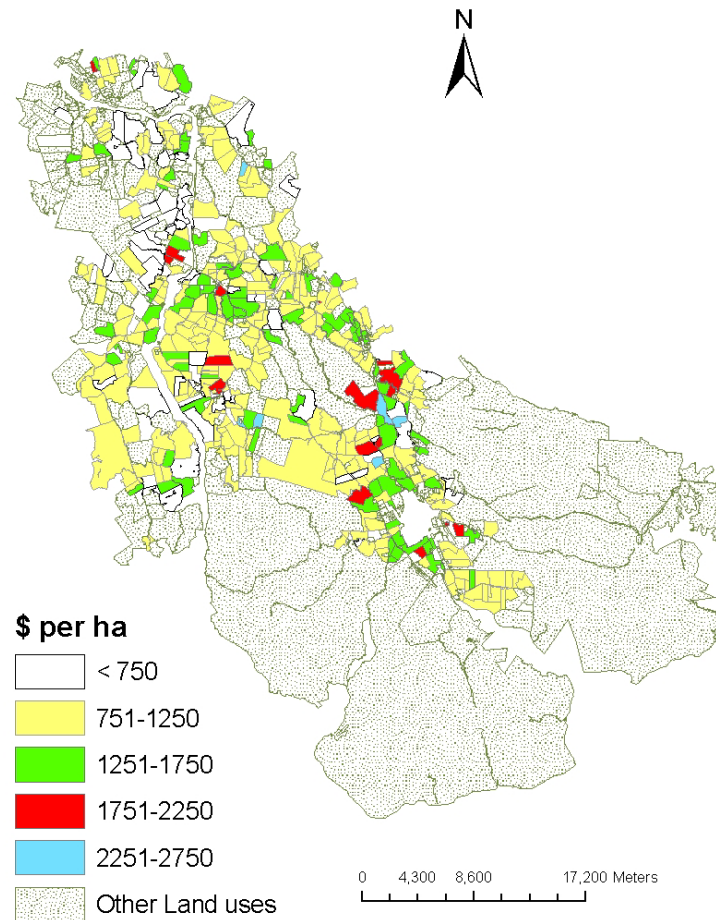 N
$ per ha
< 750
751-1250
1251-1750
1751-2250
2251-2750
Other Land uses
0 4,300 8,600 17,200 Meters